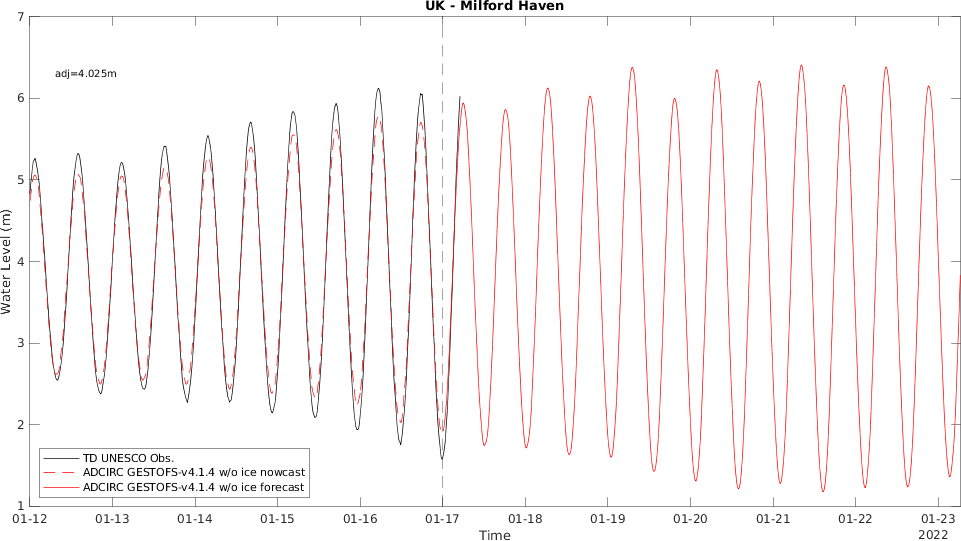 UK - Milford Haven
7
adj=4.025m
6
5
4
3
2
1
Water Level (m)
TD UNESCO Obs.
ADCIRC GESTOFS-v4.1.4 w/o ice nowcast
ADCIRC GESTOFS-v4.1.4 w/o ice forecast
01-12 01-13 01-14 01-15 01-16 01-17 01-18 01-19 01-20 01-21 01-22 01-23
Time 2022